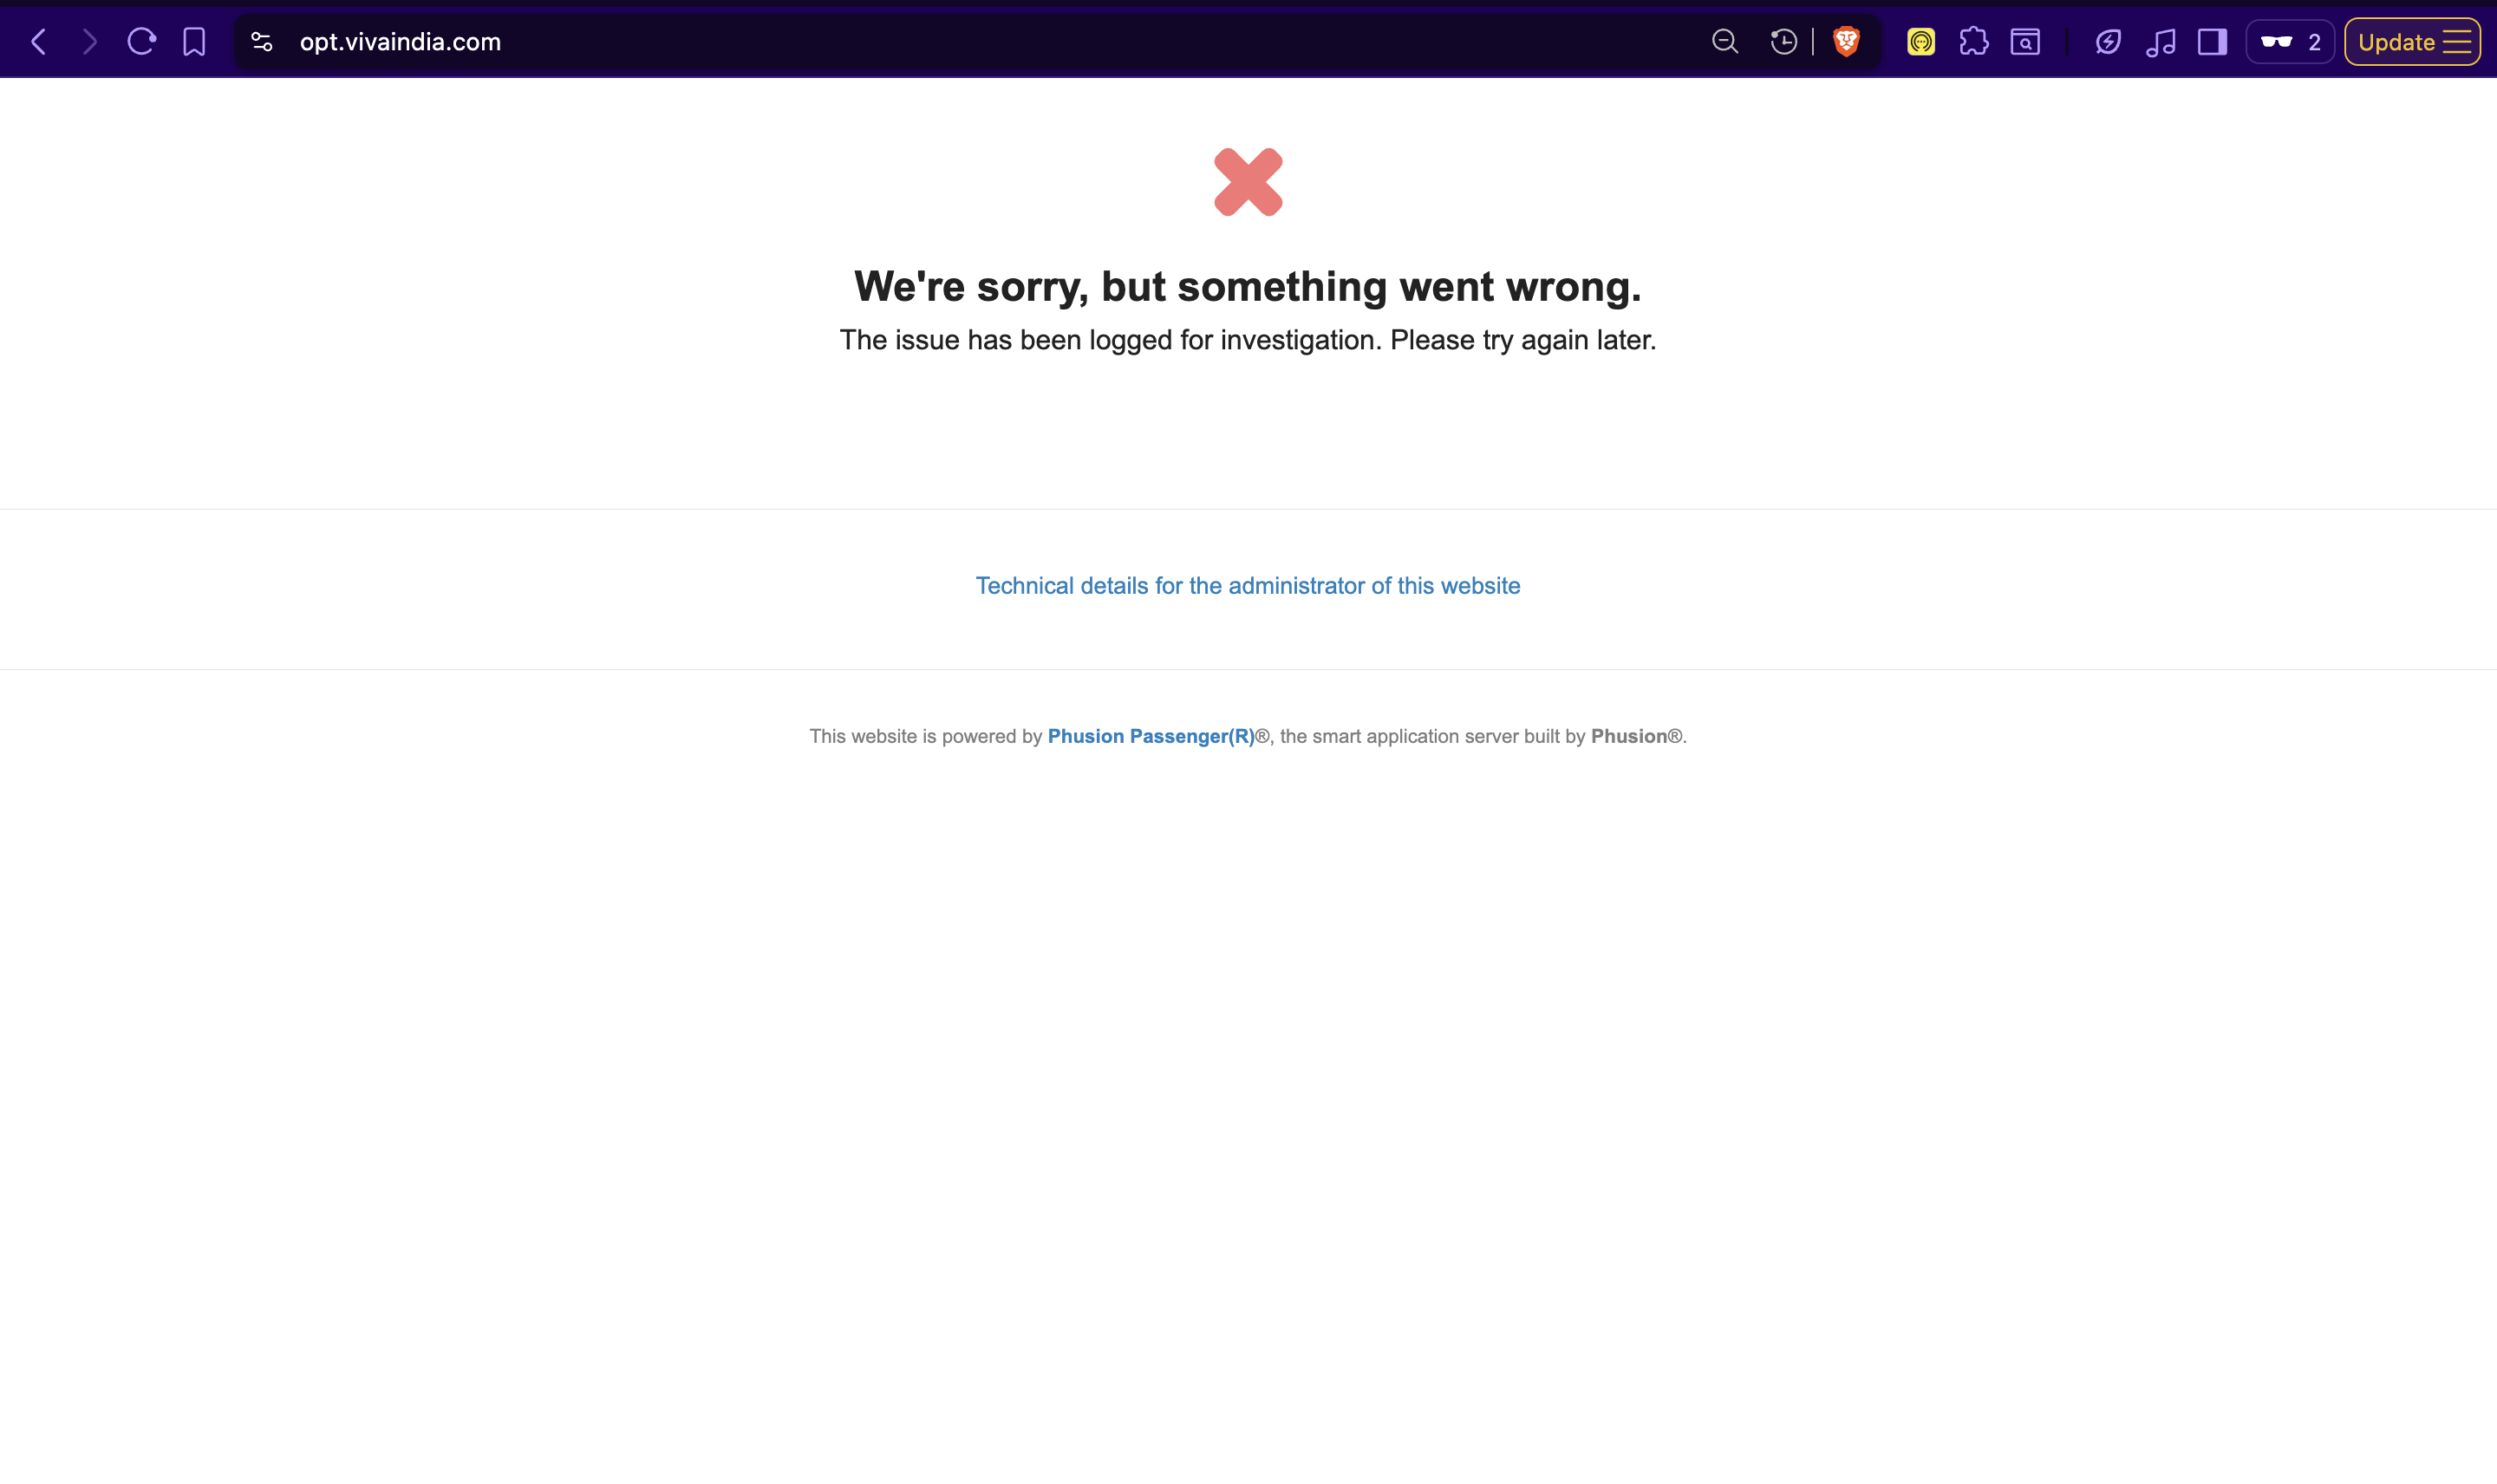 opt.vivaindia.com
2
Update
We're sorry, but something went wrong.
The issue has been logged for investigation. Please try again later.
Technical details for the administrator of this website
This website is powered by Phusion Passenger(R)®, the smart application server built by Phusion®.